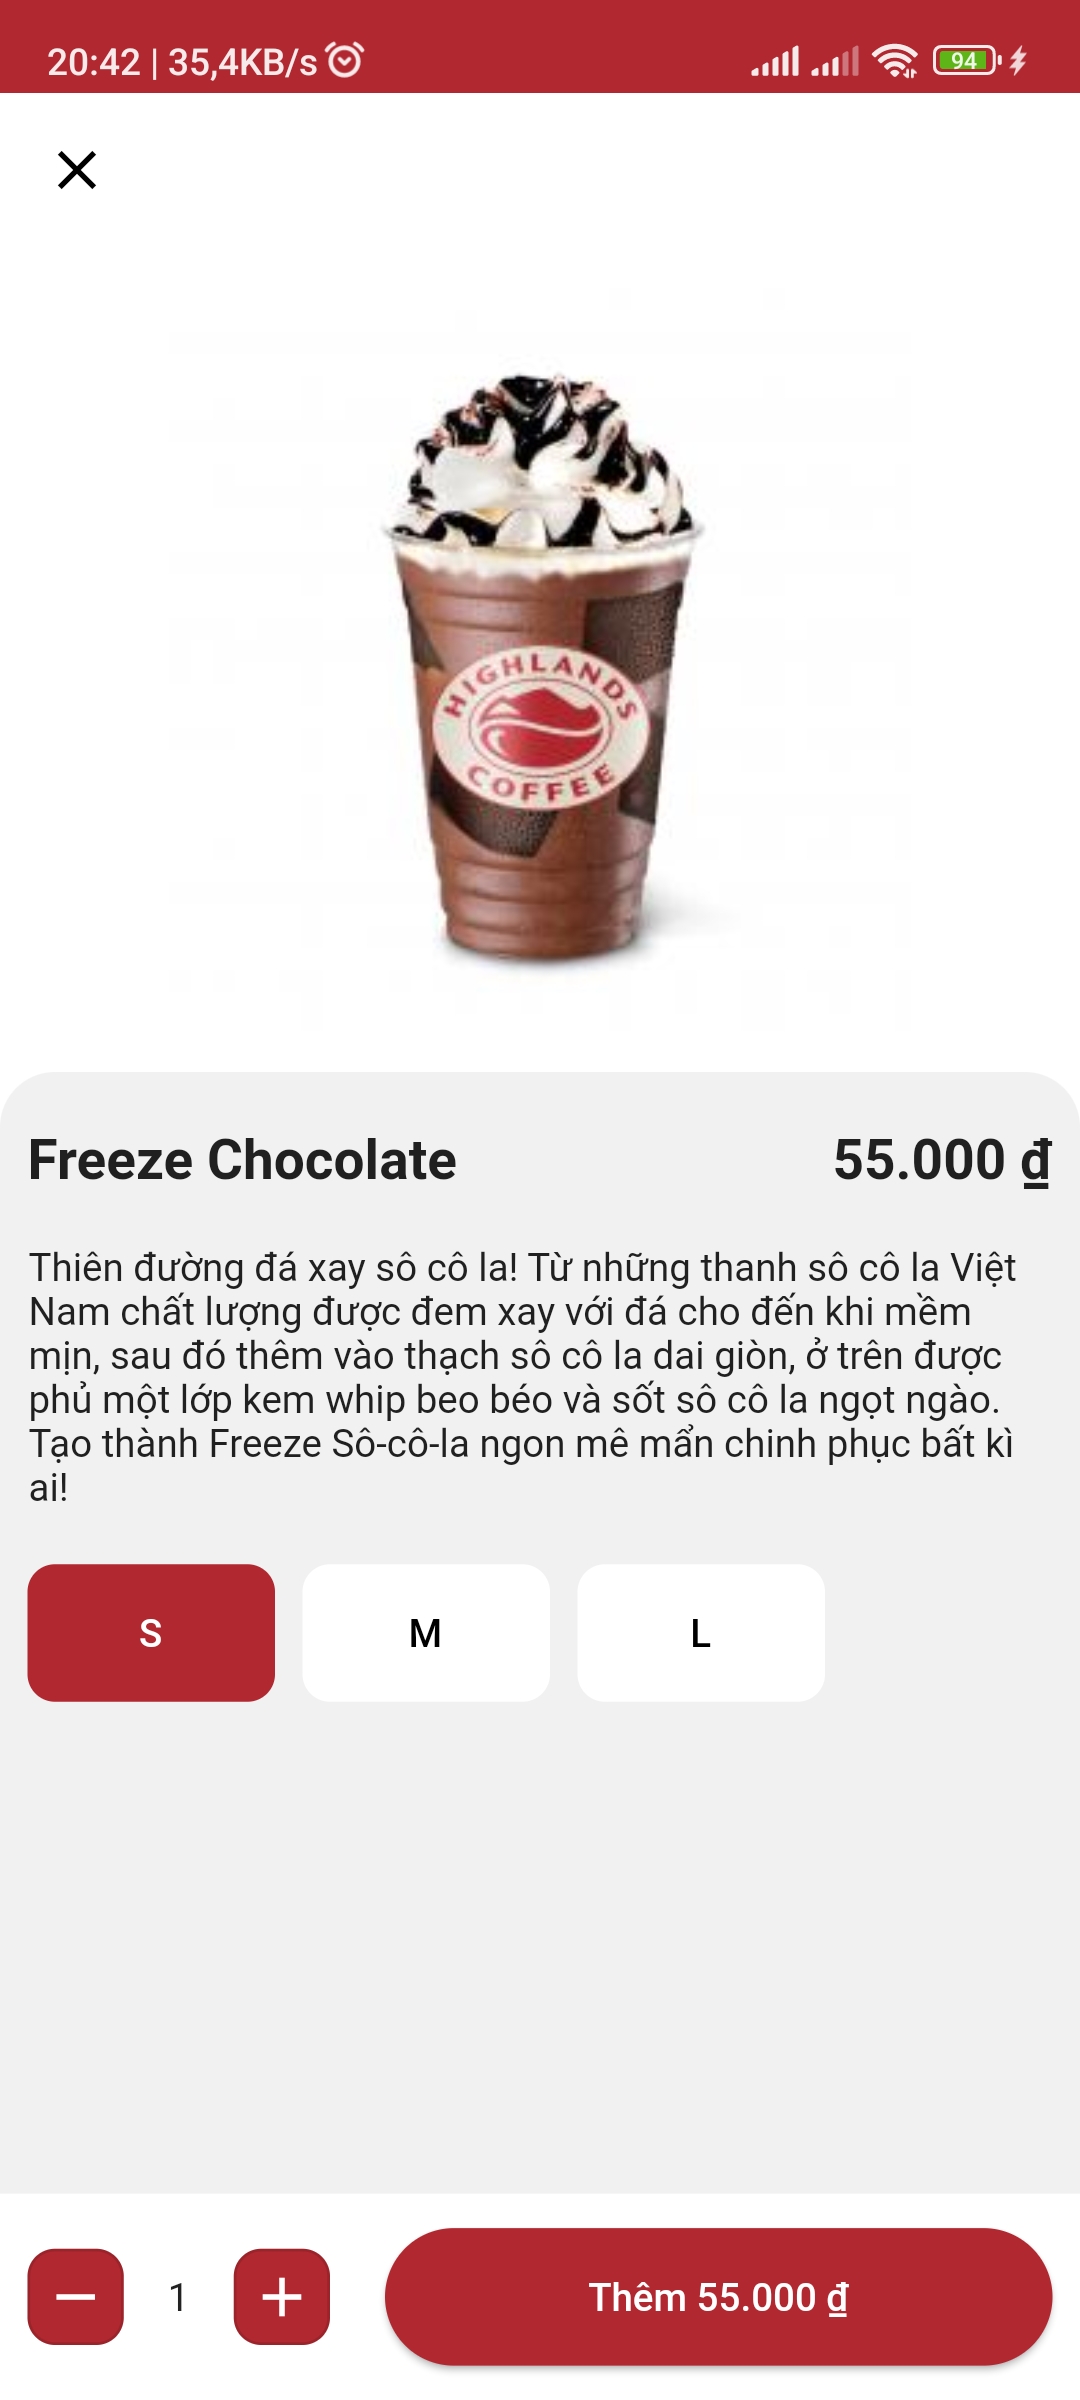 20:42 | 35,4KB/s
94
HIGHLANDS
COFFEE
Freeze Chocolate
55.000 ₫
Thiên đường đá xay sô cô la! Từ những thanh sô cô la Việt
Nam chất lượng được đem xay với đá cho đến khi mềm
mịn, sau đó thêm vào thạch sô cô la dai giòn, ở trên được
phủ một lớp kem whip beo béo và sốt sô cô la ngọt ngào.
Tạo thành Freeze Sô-cô-la ngon mê mẩn chinh phục bất kì
ai!
S
M
L
1
Thêm 55.000 ₫